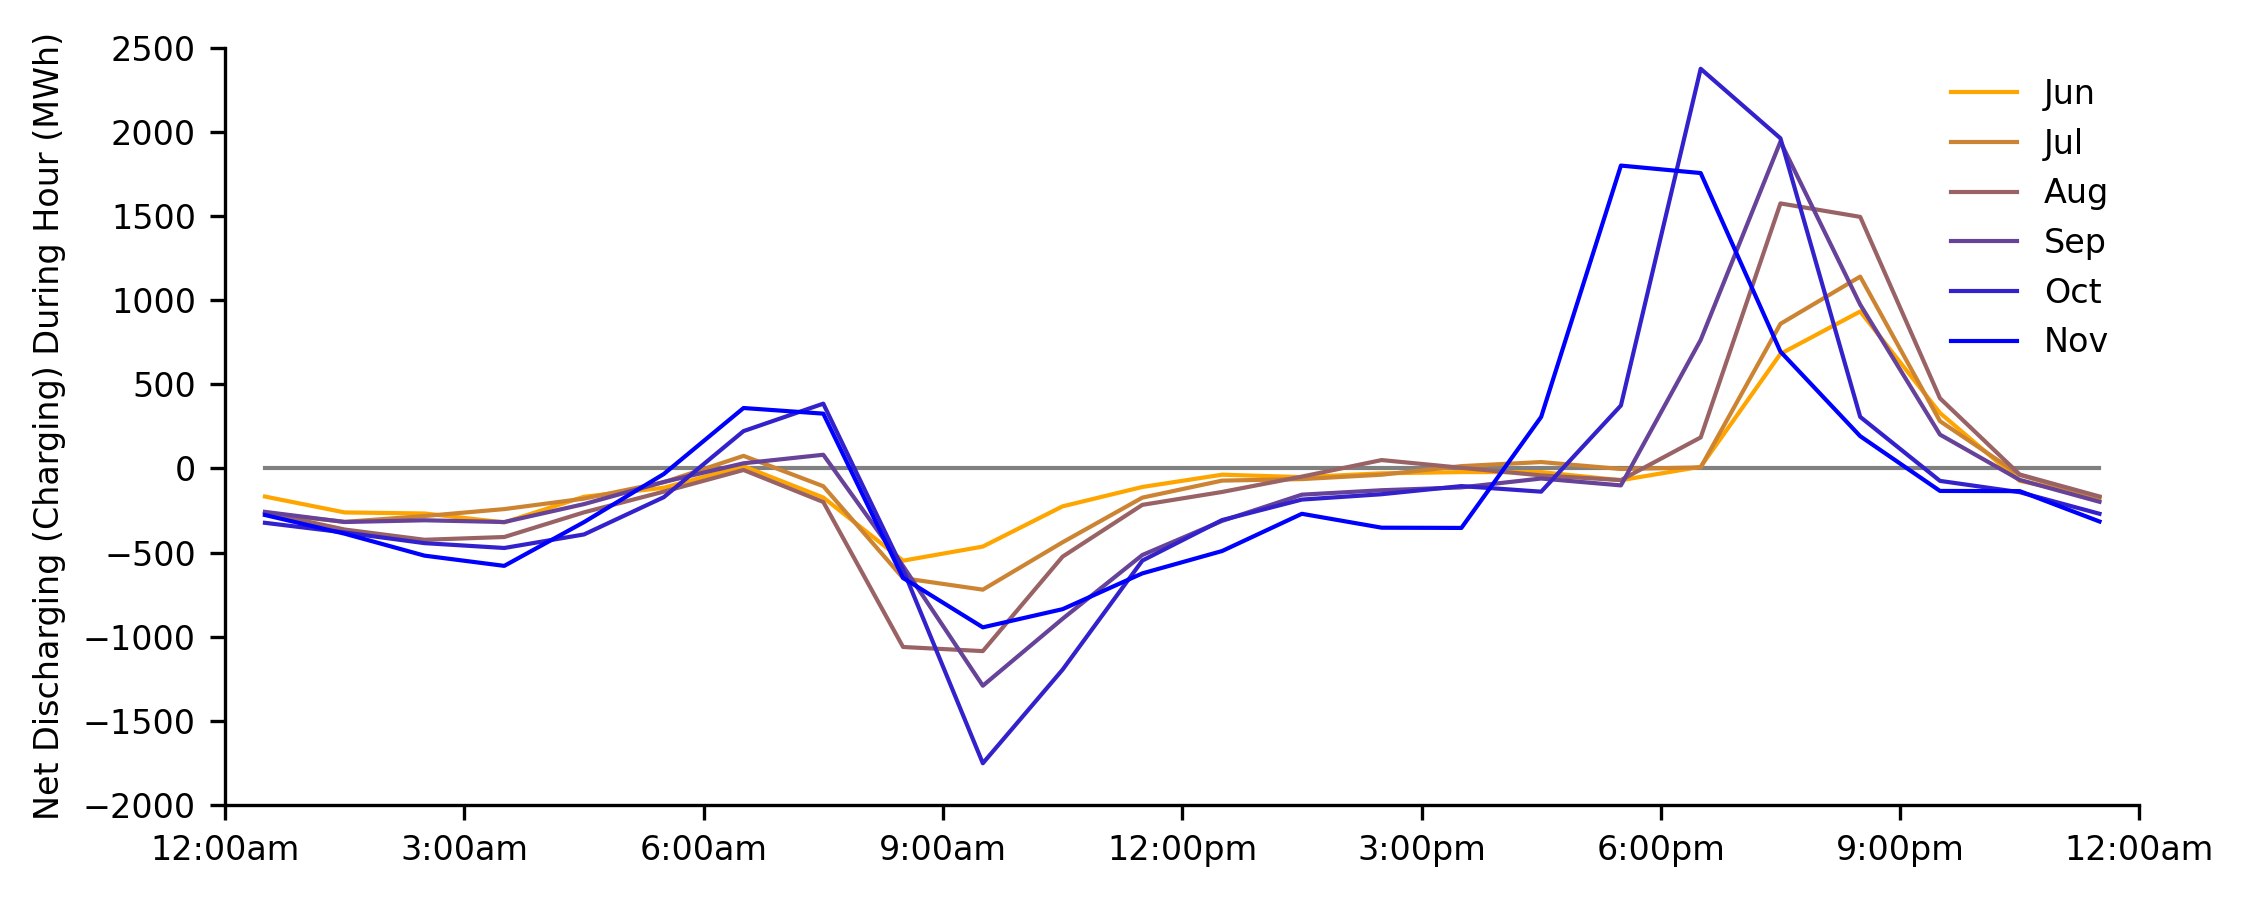 Net Discharging (Charging) During Hour (MWh)
2500
2000
1500
1000
500
0
−500
−1000
−1500
−2000
12:00am 3:00am 6:00am 9:00am 12:00pm 3:00pm 6:00pm 9:00pm 12:00am
Jun
Jul
Aug
Sep
Oct
Nov